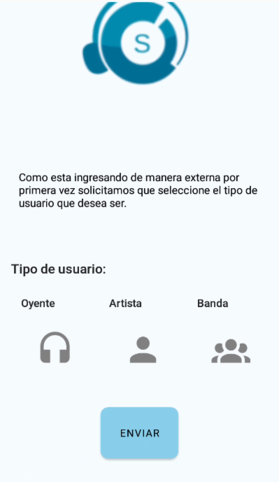 S
Como esta ingresando de manera externa por
primera vez solicitamos que seleccione el tipo de
usuario que desea ser.
Tipo de usuario:
Oyente Artista Banda
ENVIAR